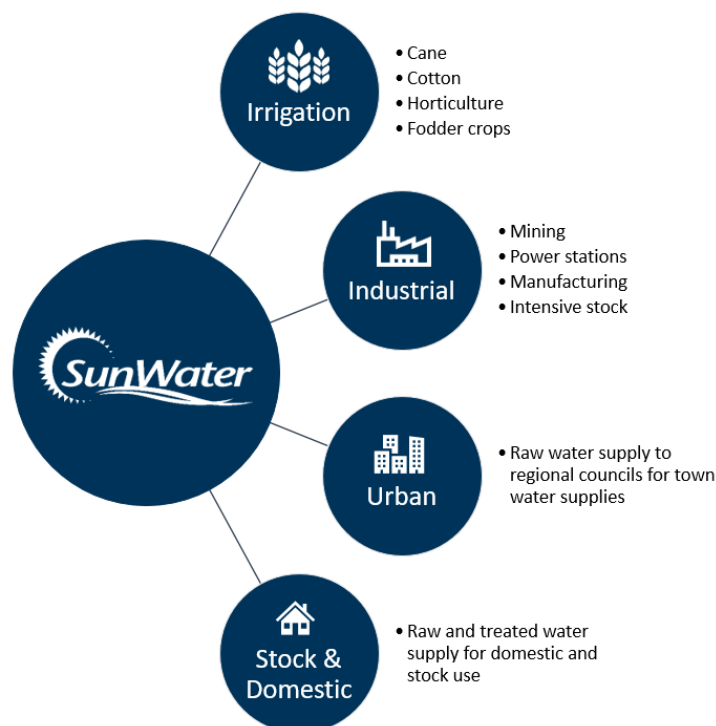 Irrigation
• Cane
• Cotton
• Horticulture
• Fodder crops
Industrial
• Mining
• Power stations
• Manufacturing
• Intensive stock
SunWater
Urban
• Raw water supply to
regional councils for town
water supplies
Stock &
Domestic
• Raw and treated water
supply for domestic and
stock use